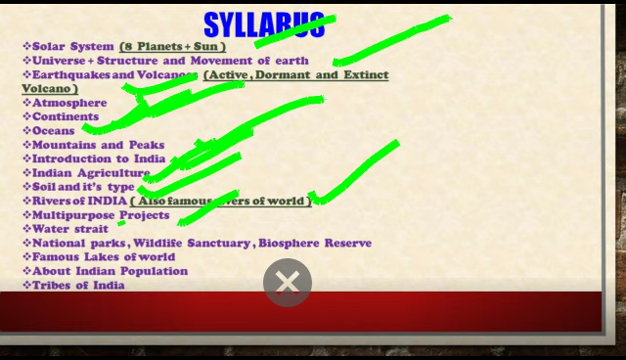 SYLLABUS
❖Solar System (8 Planets + Sun )
❖Universe + Structure and Movement of earth
❖Earthquakes and Volcanoes (Active , Dormant and Extinct
Volcano )
❖Atmosphere
❖Continents
❖Oceans
❖Mountains and Peaks
❖Introduction to India
❖Indian Agriculture
❖Soil and it's type
❖Rivers of INDIA ( Also famous rivers of world )
❖Multipurpose Projects
❖Water strait
❖National parks , Wildlife Sanctuary , Biosphere Reserve
❖Famous Lakes of world
❖About Indian Population
❖Tribes of India